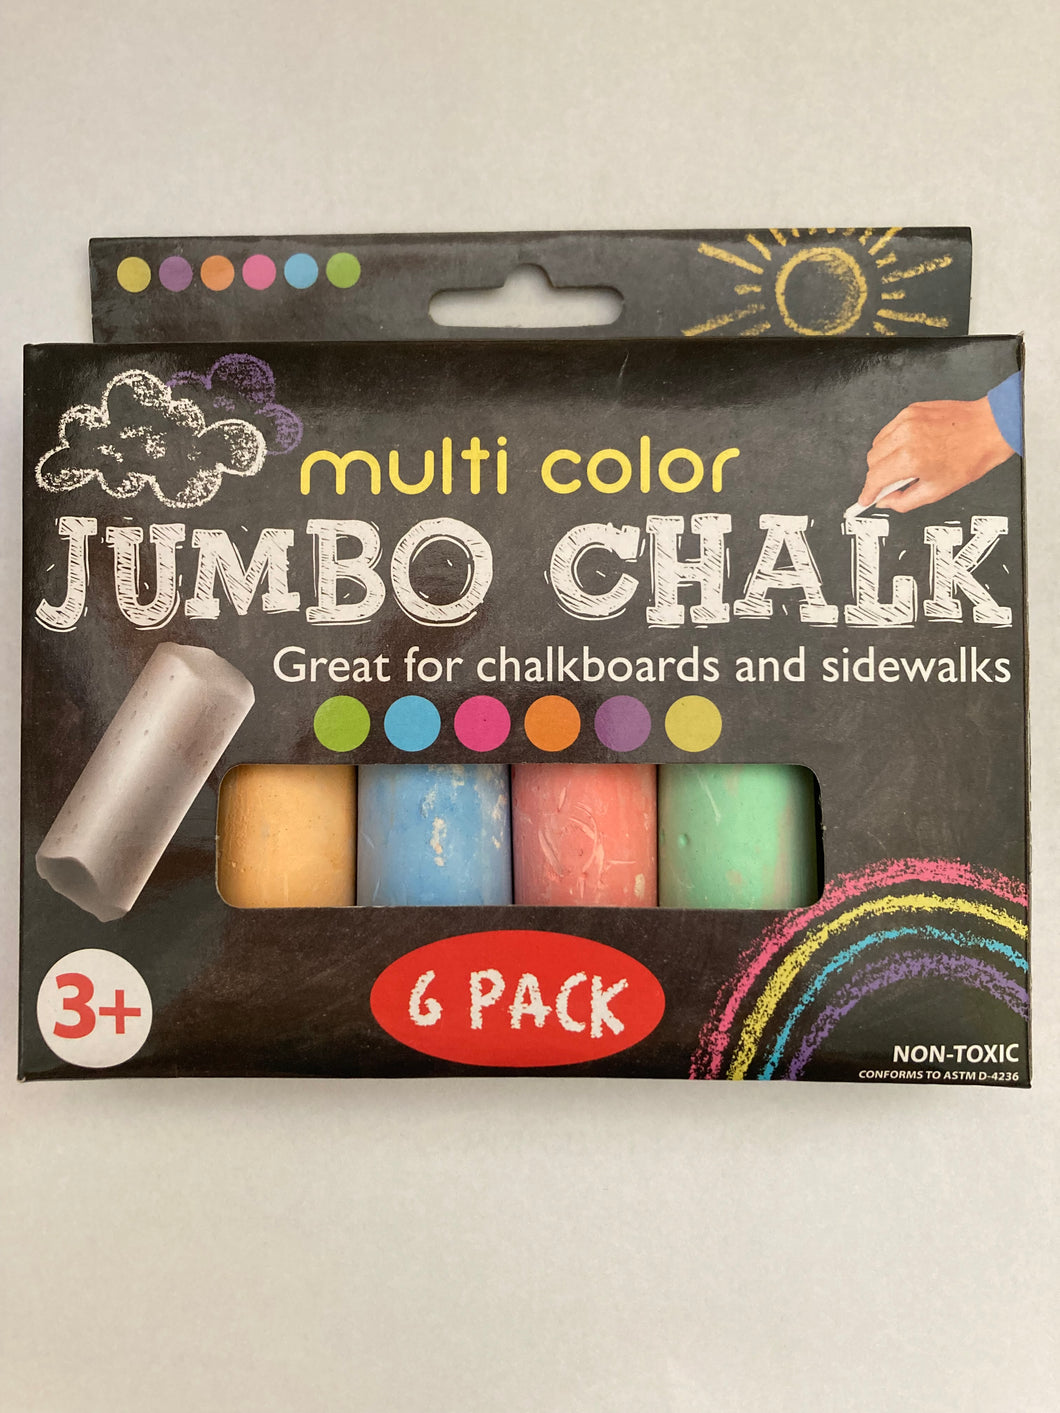 multi color
JUMBO CHALK
Great for chalkboards and sidewalks
3+
6 PACK
NON-TOXIC
CONFORMS TO ASTM D-4236